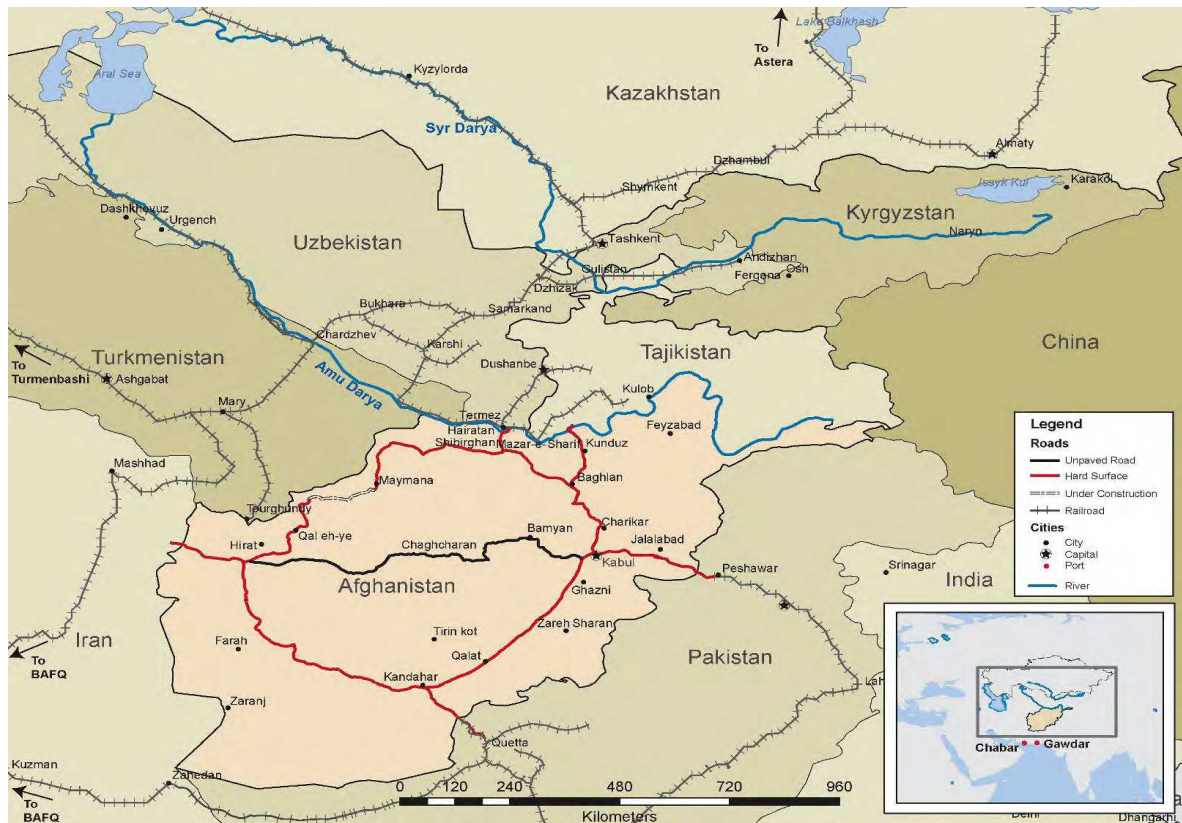 Lake Balkhash
To
Astera
Aral Sea
Kyzylorda
Kazakhstan
Syr Darya
Almaty
Dzhambul
Shymkent
Issyk Kul
Karakol
Dashkhovuz
Urgench
Kyrgyzstan
Naryn
Uzbekistan
Tashkent
Andizhan
Gulistan
Fergana
Osh
Dzhizak
Bukhara
Samarkand
Chardzhev
Karshi
China
Turkmenistan
Dushanbe
Tajikistan
To
Turmenbashi
Ashgabat
Amu Darya
Kulob
Mary
Termez
Hairatan
Feyzabad
Shibirghan
Mazar-e-Sharif
Kunduz
Mashhad
Maymana
Baghlan
Tourghundy
Charikar
Qal eh-ye
Bamyan
Hirat
Chaghcharan
Jalalabad
Kabul
Peshawar
Srinagar
India
Afghanistan
Ghazni
Iran
Zareh Sharan
Tirin kot
Farah
To
BAFQ
Qalat
Pakistan
Kandahar
Lah
Zaranj
Quetta
Kuzman
Zahedan
To
BAFQ
0 120 240 480 720 960
Kilometers
Legend
Roads
Unpaved Road
Hard Surface
Under Construction
Railroad
Cities
City
Capital
Port
River
Chabar
Gawdar
Delhi
Dhangarhi